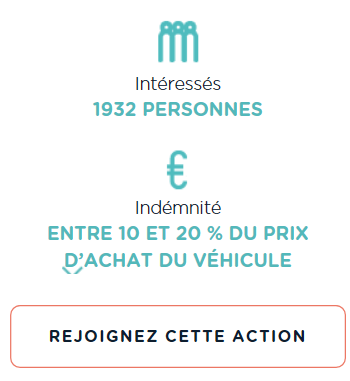 Intéressés
1932 PERSONNES
€
Indémnité
ENTRE 10 ET 20 % DU PRIX
D’ACHAT DU VÉHICULE
REJOIGNEZ CETTE ACTION